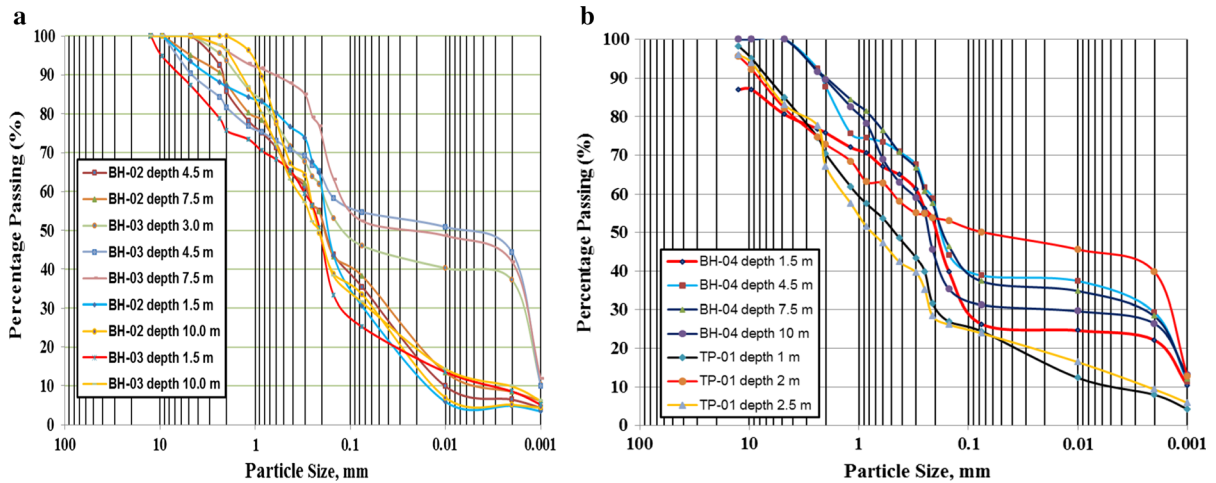 a
Percentage Passing (%)
100
90
80
70
60
50
40
30
20
10
0
BH-02 depth 4.5 m
BH-02 depth 7.5 m
BH-03 depth 3.0 m
BH-03 depth 4.5 m
BH-03 depth 7.5 m
BH-02 depth 1.5 m
BH-02 depth 10.0 m
BH-03 depth 1.5 m
BH-03 depth 10.0 m
100 10 1 0.1 0.01 0.001
Particle Size, mm
b
Percentage Passing (%)
100
90
80
70
60
50
40
30
20
10
0
BH-04 depth 1.5 m
BH-04 depth 4.5 m
BH-04 depth 7.5 m
BH-04 depth 10 m
TP-01 depth 1 m
TP-01 depth 2 m
TP-01 depth 2.5 m
100 10 1 0.1 0.01 0.001
Particle Size, mm